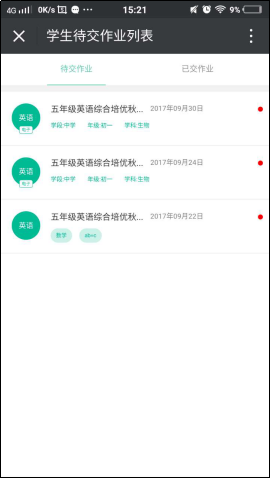 4G 0K/s 15:21 9%
学生待交作业列表
待交作业 已交作业
英语 五年级英语综合培优秋... 2017年09月30日
电子 学段:中学 年级:初一 学科:生物
英语 五年级英语综合培优秋... 2017年09月24日
电子 学段:中学 年级:初一 学科:生物
英语 五年级英语综合培优秋... 2017年09月22日
数学 ab+c